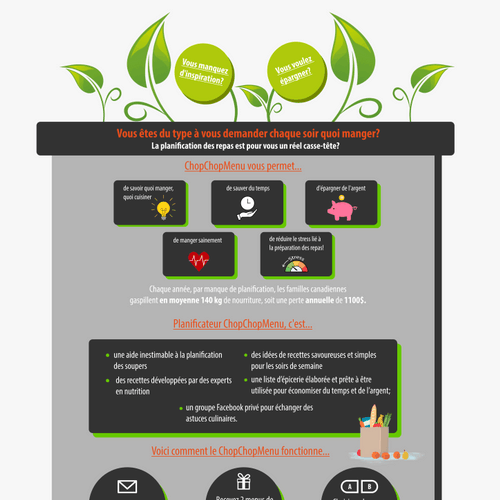 Vous manquez
d'inspiration?
Vous voulez
épargner?
Vous êtes du type à vous demander chaque soir quoi manger?
La planification des repas est pour vous un réel casse-tête?
ChopChopMenu vous permet...
de savoir quoi manger,
quoi cuisiner
de sauver du temps
d'épargner de l'argent
de manger sainement
de réduire le stress lié à
la préparation des repas!
Stress
Chaque année, par manque de planification, les familles canadiennes
gaspillent en moyenne 140 kg de nourriture, soit une perte annuelle de 1100$.
Planificateur ChopChopMenu, c'est...
une aide inestimable à la planification
des soupers
des recettes développées par des experts
en nutrition
des idées de recettes savoureuses et simples
pour les soirs de semaine
une liste d'épicerie élaborée et prête à être
utilisée pour économiser du temps et de l'argent;
un groupe Facebook privé pour échanger des
astuces culinaires.
Voici comment le ChopChopMenu fonctionne...
A B
Recevez 2 menus de